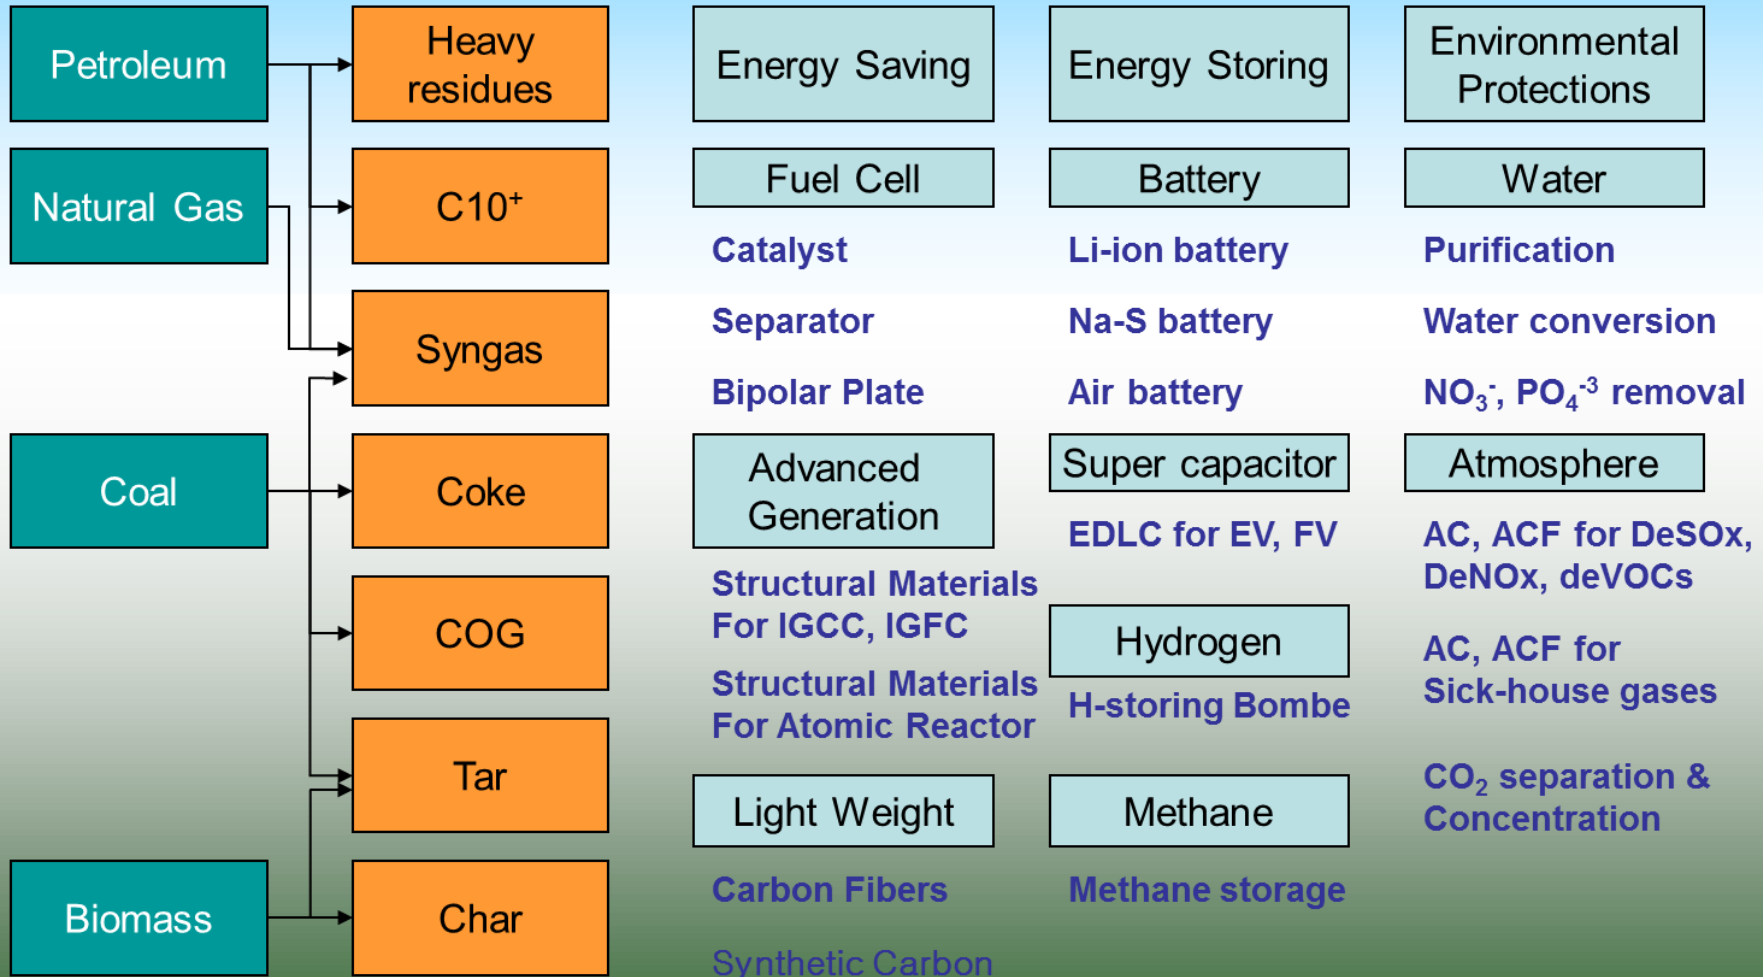 Petroleum
Natural Gas
Coal
Biomass
Heavy
residues
C10⁺
Syngas
Coke
COG
Tar
Char
Energy Saving
Fuel Cell
Catalyst
Separator
Bipolar Plate
Advanced
Generation
Structural Materials
For IGCC, IGFC
Structural Materials
For Atomic Reactor
Light Weight
Carbon Fibers
Synthetic Carbon
Energy Storing
Battery
Li-ion battery
Na-S battery
Air battery
Super capacitor
EDLC for EV, FV
Hydrogen
H-storing Bombe
Methane
Methane storage
Environmental
Protections
Water
Purification
Water conversion
NO₃⁻, PO₄⁻³ removal
Atmosphere
AC, ACF for DeSOx,
DeNOx, deVOCs
AC, ACF for
Sick-house gases
CO₂ separation &
Concentration